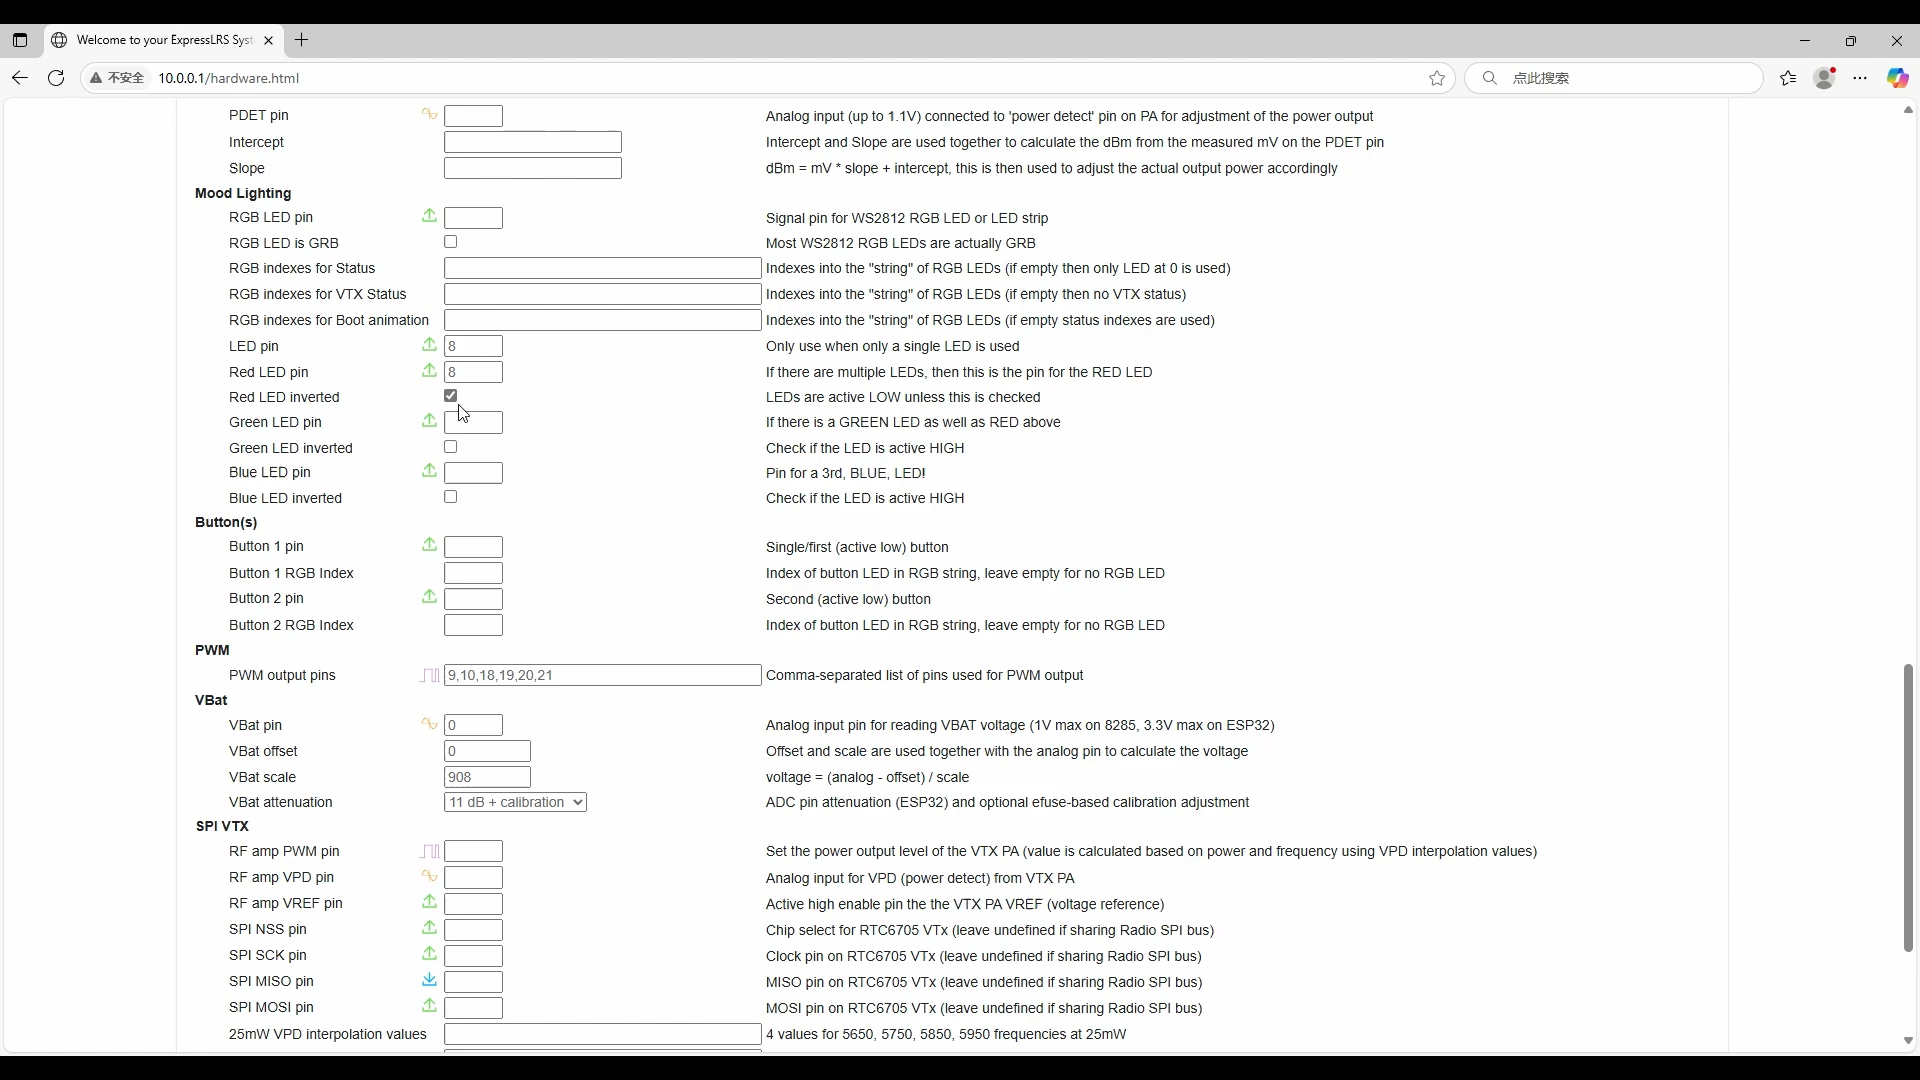 Welcome to your ExpressLRS Syst
不安全 10.0.0.1/hardware.html 点此搜索
PDET pin Analog input (up to 1.1V) connected to 'power detect' pin on PA for adjustment of the power output
Intercept Intercept and Slope are used together to calculate the dBm from the measured mV on the PDET pin
Slope dBm = mV * slope + intercept, this is then used to adjust the actual output power accordingly
Mood Lighting
RGB LED pin Signal pin for WS2812 RGB LED or LED strip
RGB LED is GRB Most WS2812 RGB LEDs are actually GRB
RGB indexes for Status Indexes into the "string" of RGB LEDs (if empty then only LED at 0 is used)
RGB indexes for VTX Status Indexes into the "string" of RGB LEDs (if empty then no VTX status)
RGB indexes for Boot animation Indexes into the "string" of RGB LEDs (if empty status indexes are used)
LED pin 8 Only use when only a single LED is used
Red LED pin 8 If there are multiple LEDs, then this is the pin for the RED LED
Red LED inverted LEDs are active LOW unless this is checked
Green LED pin If there is a GREEN LED as well as RED above
Green LED inverted Check if the LED is active HIGH
Blue LED pin Pin for a 3rd, BLUE, LED!
Blue LED inverted Check if the LED is active HIGH
Button(s)
Button 1 pin Single/first (active low) button
Button 1 RGB Index Index of button LED in RGB string, leave empty for no RGB LED
Button 2 pin Second (active low) button
Button 2 RGB Index Index of button LED in RGB string, leave empty for no RGB LED
PWM
PWM output pins 9,10,18,19,20,21 Comma-separated list of pins used for PWM output
VBat
VBat pin 0 Analog input pin for reading VBAT voltage (1V max on 8285, 3.3V max on ESP32)
VBat offset 0 Offset and scale are used together with the analog pin to calculate the voltage
VBat scale 908 voltage = (analog - offset) / scale
VBat attenuation 11 dB + calibration ADC pin attenuation (ESP32) and optional efuse-based calibration adjustment
SPI VTX
RF amp PWM pin Set the power output level of the VTX PA (value is calculated based on power and frequency using VPD interpolation values)
RF amp VPD pin Analog input for VPD (power detect) from VTX PA
RF amp VREF pin Active high enable pin the the VTX PA VREF (voltage reference)
SPI NSS pin Chip select for RTC6705 VTx (leave undefined if sharing Radio SPI bus)
SPI SCK pin Clock pin on RTC6705 VTx (leave undefined if sharing Radio SPI bus)
SPI MISO pin MISO pin on RTC6705 VTx (leave undefined if sharing Radio SPI bus)
SPI MOSI pin MOSI pin on RTC6705 VTx (leave undefined if sharing Radio SPI bus)
25mW VPD interpolation values 4 values for 5650, 5750, 5850, 5950 frequencies at 25mW